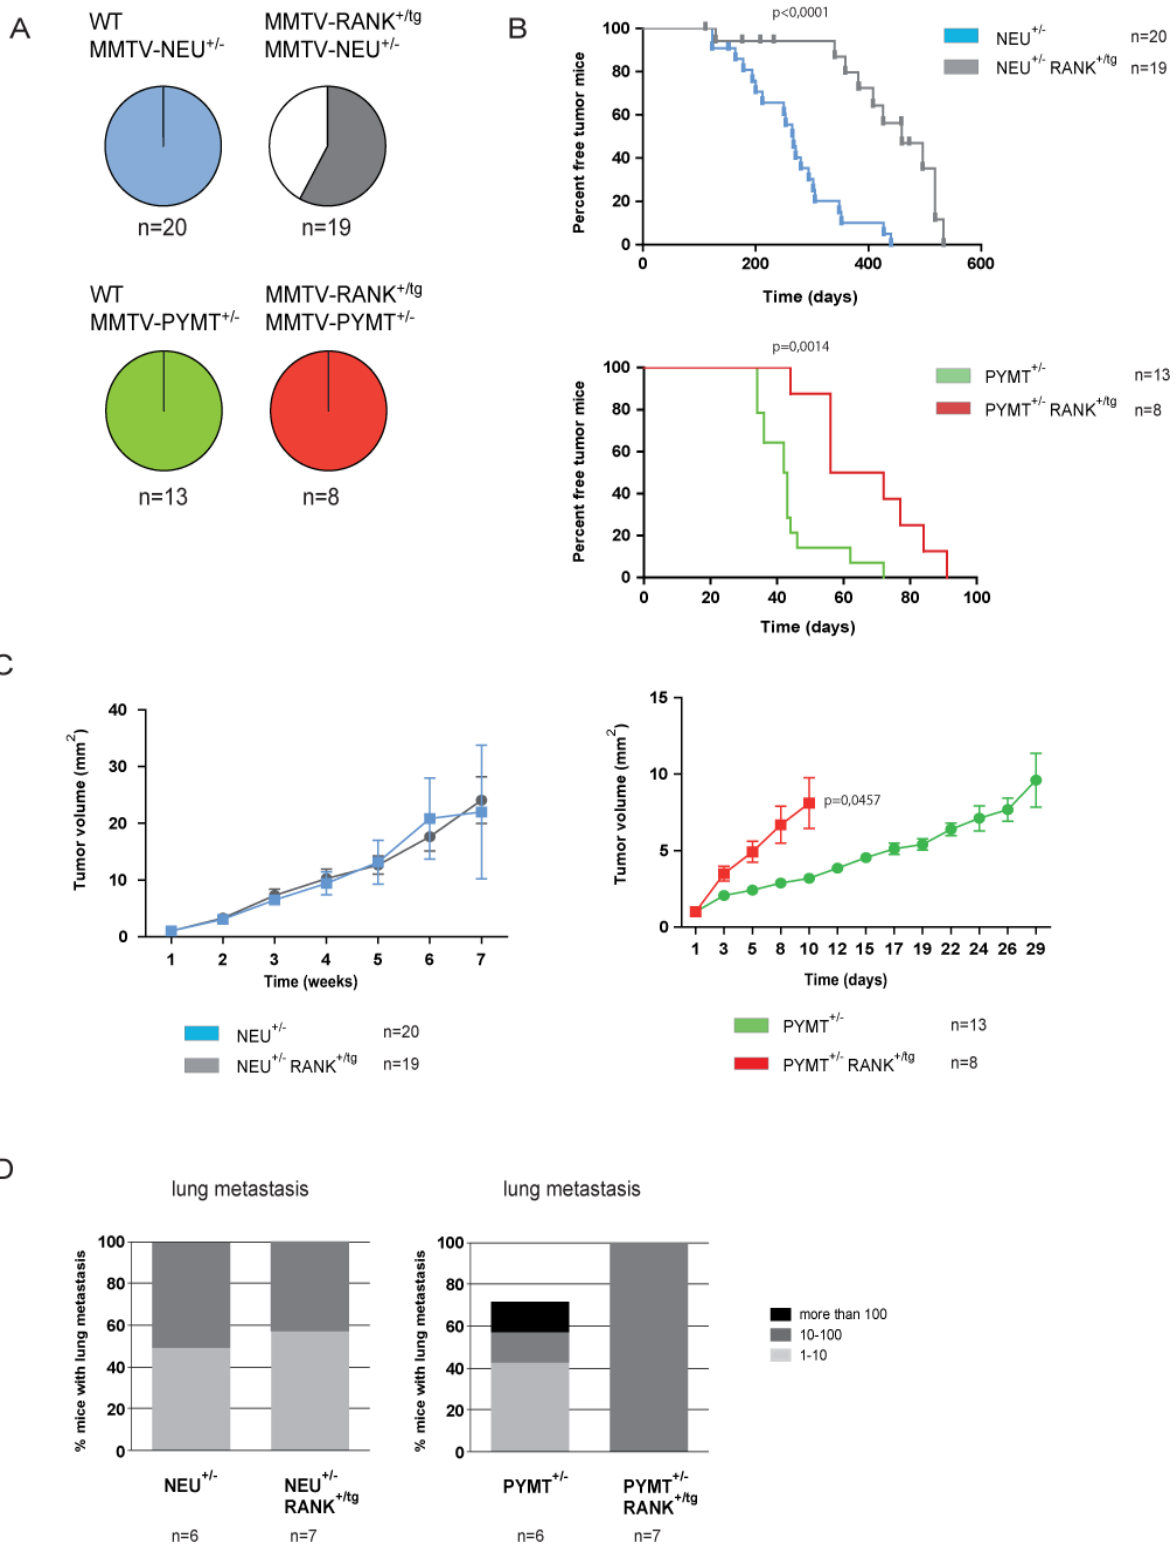 A
WT
MMTV-NEU+/-
MMTV-RANK+/tg
MMTV-NEU+/-
n=20
n=19
WT
MMTV-PYMT+/-
MMTV-RANK+/tg
MMTV-PYMT+/-
n=13
n=8
B
p<0,0001
Percent free tumor mice
100
80
60
40
20
0
0 200 400 600
Time (days)
NEU+/- n=20
NEU+/- RANK+/tg n=19
p=0,0014
Percent free tumor mice
100
80
60
40
20
0
0 20 40 60 80 100
Time (days)
PYMT+/- n=13
PYMT+/- RANK+/tg n=8
C
Tumor volume (mm2)
40
30
20
10
0
1 2 3 4 5 6 7
Time (weeks)
NEU+/- n=20
NEU+/- RANK+/tg n=19
Tumor volume (mm2)
15
10
5
0
p=0,0457
1 3 5 8 10 12 15 17 19 22 24 26 29
Time (days)
PYMT+/- n=13
PYMT+/- RANK+/tg n=8
D
lung metastasis
% mice with lung metastasis
100
80
60
40
20
0
NEU+/-
NEU+/-
RANK+/tg
n=6 n=7
lung metastasis
% mice with lung metastasis
100
80
60
40
20
0
PYMT+/-
PYMT+/-
RANK+/tg
n=6 n=7
more than 100
10-100
1-10